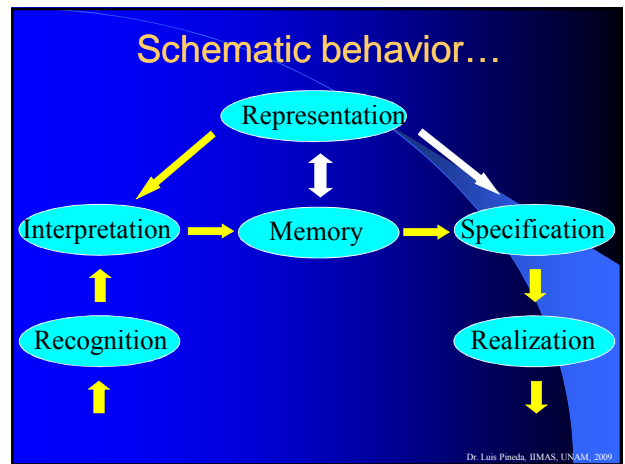 Schematic behavior…
Representation
Interpretation
Memory
Specification
Recognition
Realization
Dr. Luis Pineda, IIMAS, UNAM, 2009